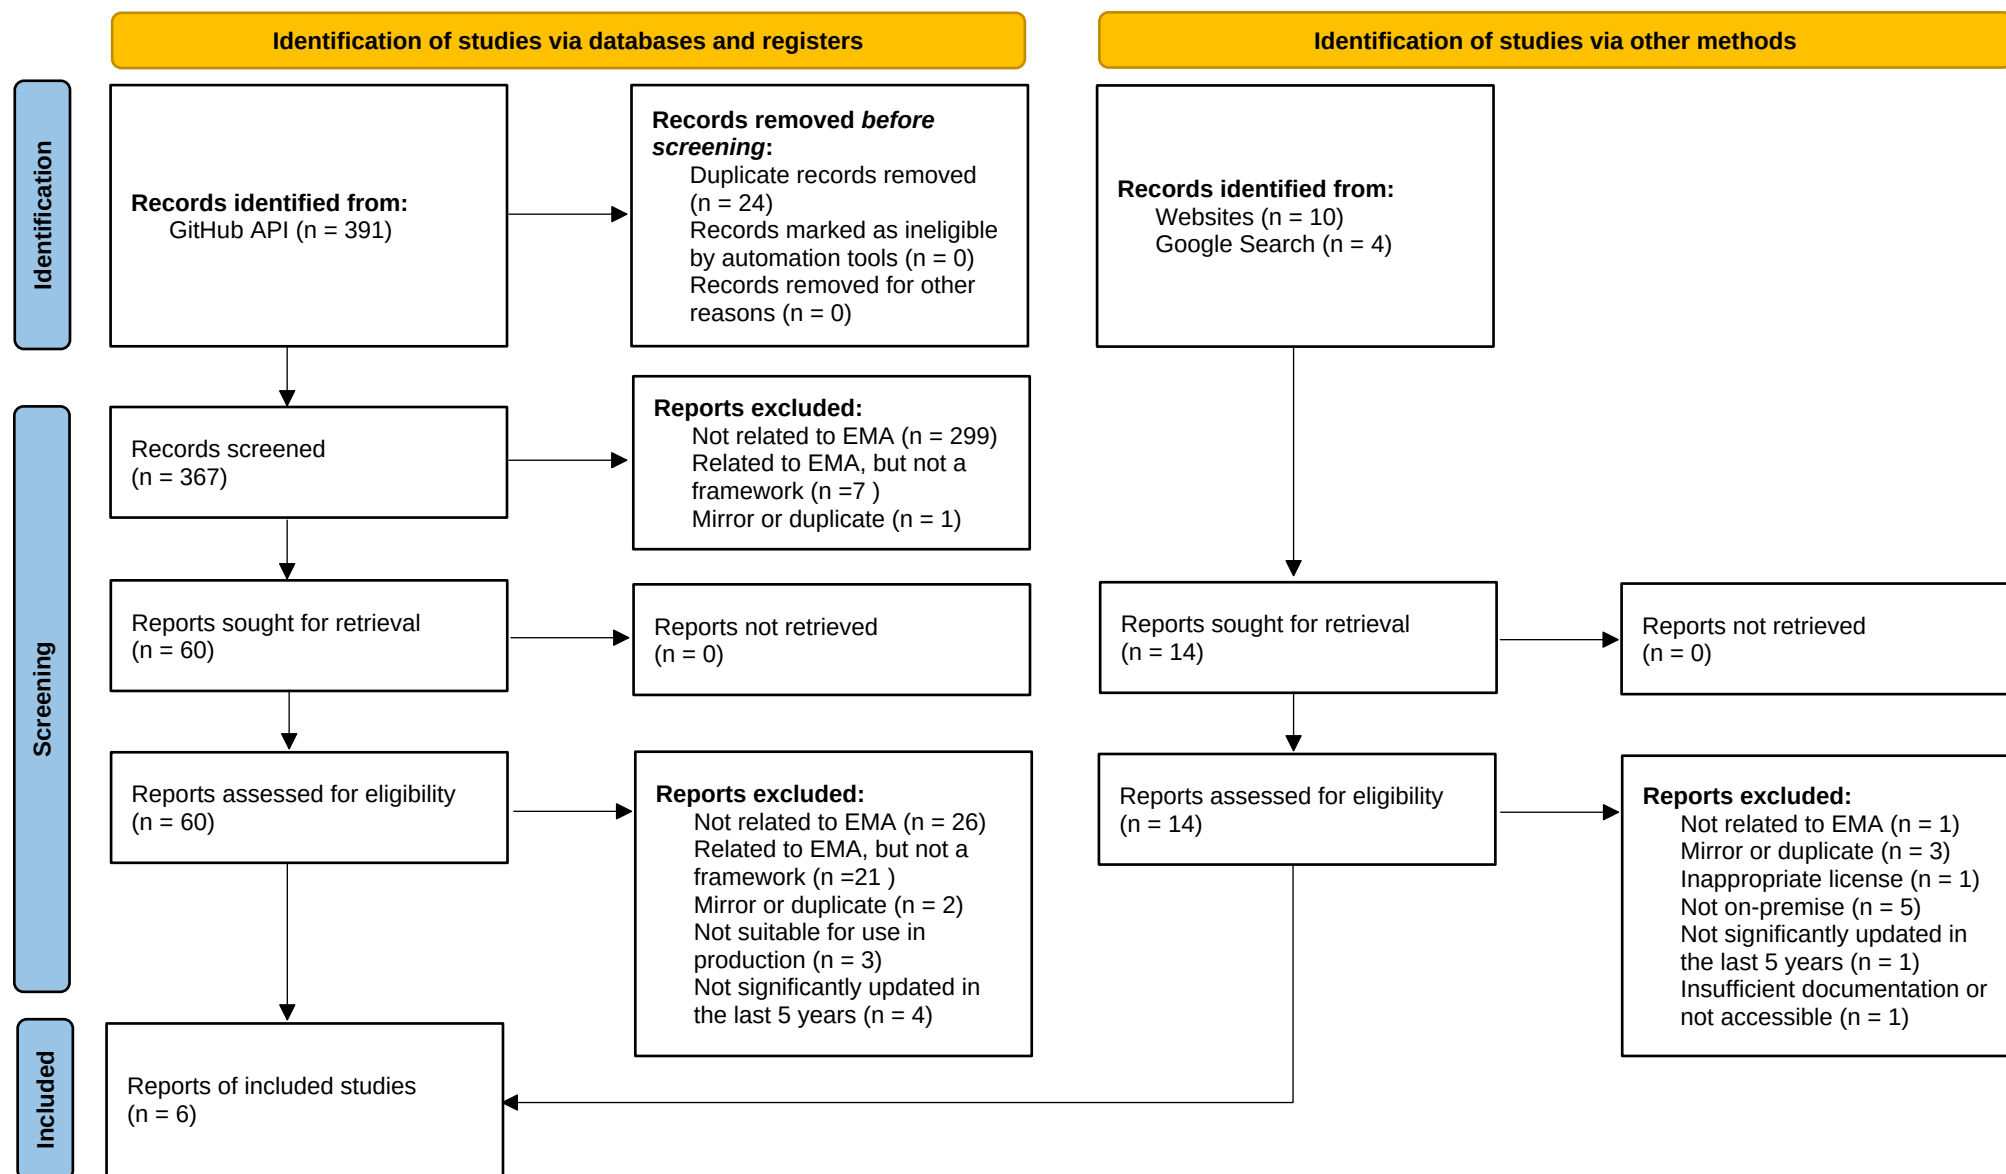 Identification of studies via databases and registers
Identification of studies via other methods
Identification
Records identified from:
GitHub API (n = 391)
Records removed before
screening:
Duplicate records removed
(n = 24)
Records marked as ineligible
by automation tools (n = 0)
Records removed for other
reasons (n = 0)
Records identified from:
Websites (n = 10)
Google Search (n = 4)
Screening
Records screened
(n = 367)
Reports excluded:
Not related to EMA (n = 299)
Related to EMA, but not a
framework (n =7 )
Mirror or duplicate (n = 1)
Reports sought for retrieval
(n = 60)
Reports not retrieved
(n = 0)
Reports sought for retrieval
(n = 14)
Reports not retrieved
(n = 0)
Reports assessed for eligibility
(n = 60)
Reports excluded:
Not related to EMA (n = 26)
Related to EMA, but not a
framework (n =21 )
Mirror or duplicate (n = 2)
Not suitable for use in
production (n = 3)
Not significantly updated in
the last 5 years (n = 4)
Reports assessed for eligibility
(n = 14)
Reports excluded:
Not related to EMA (n = 1)
Mirror or duplicate (n = 3)
Inappropriate license (n = 1)
Not on-premise (n = 5)
Not significantly updated in
the last 5 years (n = 1)
Insufficient documentation or
not accessible (n = 1)
Included
Reports of included studies
(n = 6)